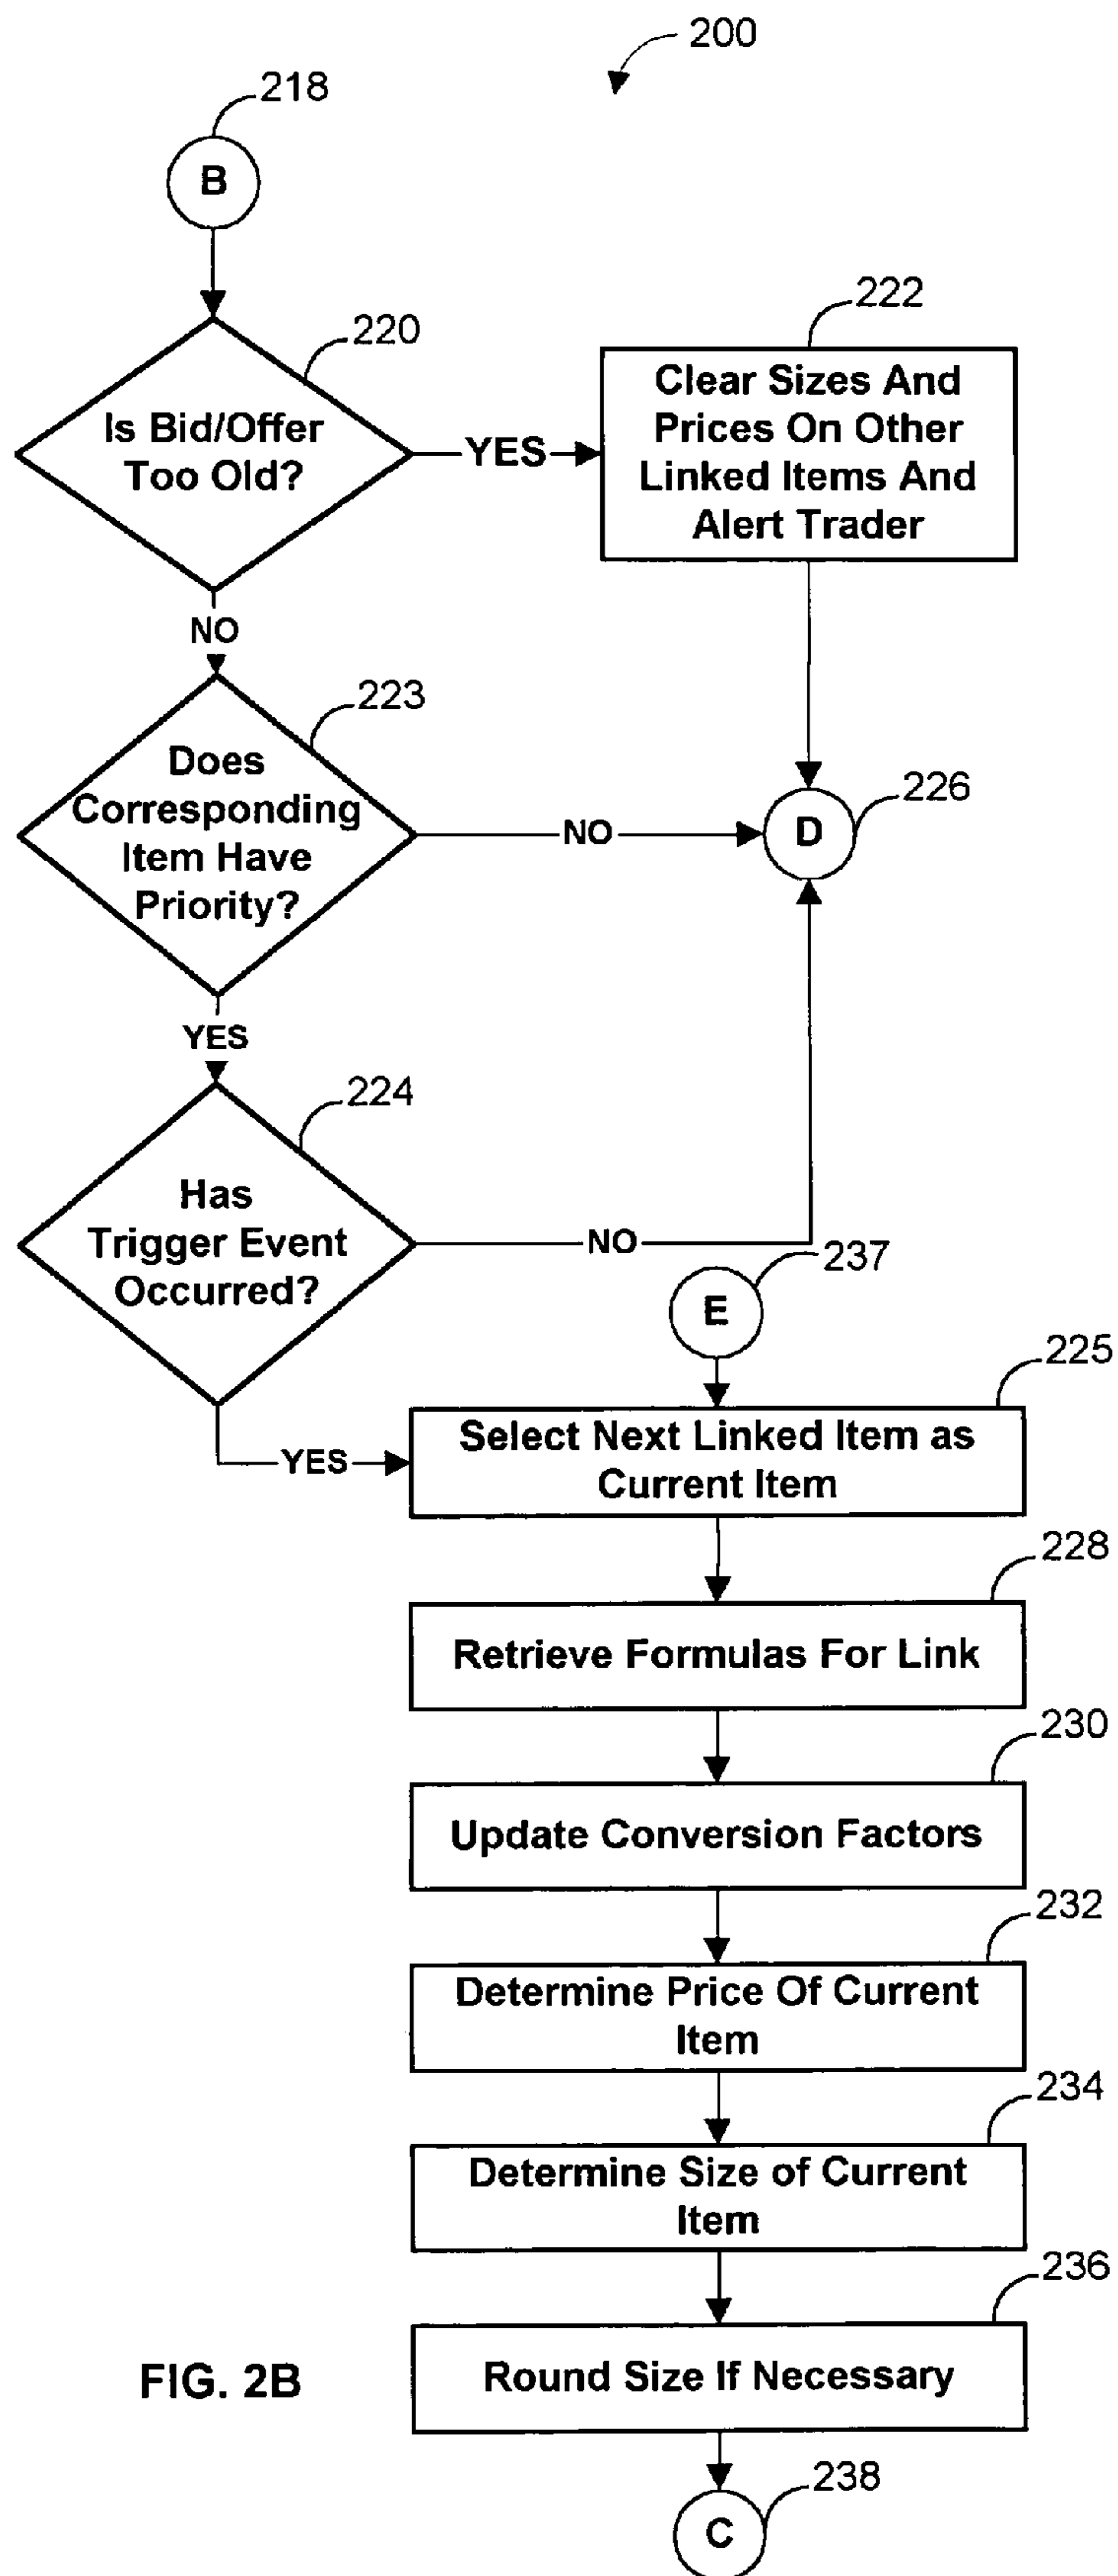 200
218
B
220
Is Bid/Offer
Too Old?
YES
222
Clear Sizes And
Prices On Other
Linked Items And
Alert Trader
NO
223
Does
Corresponding
Item Have
Priority?
NO
226
D
YES
224
Has
Trigger Event
Occurred?
NO
237
E
225
YES
Select Next Linked Item as
Current Item
228
Retrieve Formulas For Link
230
Update Conversion Factors
232
Determine Price Of Current
Item
234
Determine Size of Current
Item
236
Round Size If Necessary
FIG. 2B
238
C